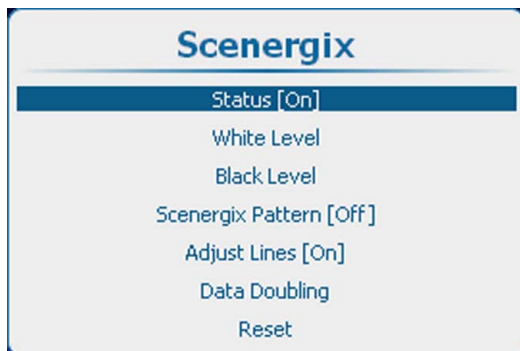 Scenergix
Status [On]
White Level
Black Level
Scenergix Pattern [Off]
Adjust Lines [On]
Data Doubling
Reset